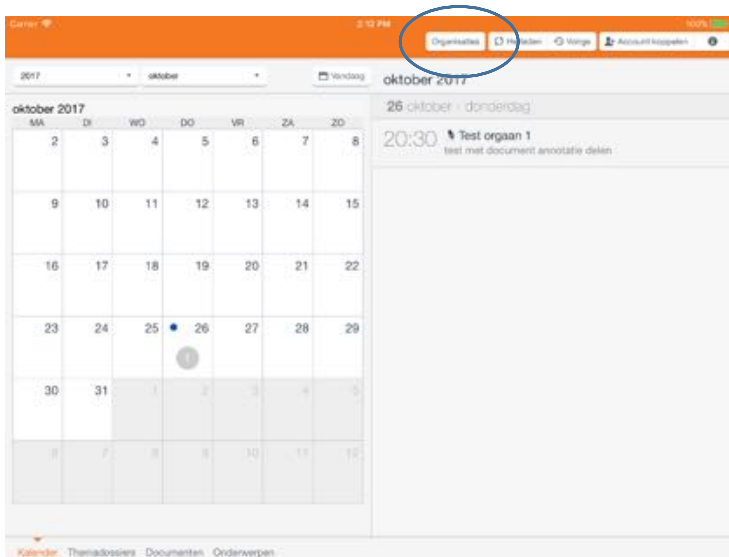 Carrier 2:12 PM 100%
Organisaties Herladen Vorige Account koppelen
2017 oktober Vandaag
oktober 2017
26 oktober - donderdag
20:30 Test orgaan 1
test met document annotatie delen
oktober 2017
MA DI WO DO VR ZA ZO
2 3 4 5 6 7 8
9 10 11 12 13 14 15
16 17 18 19 20 21 22
23 24 25 26 27 28 29
1
30 31 1 2 3 4 5
6 7 8 9 10 11 12
Kalender Themadossiers Documenten Onderwerpen